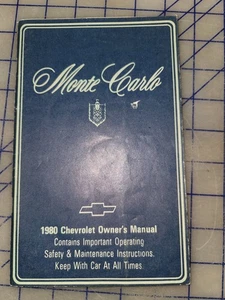 Monte Carlo
1980 Chevrolet Owner's Manual
Contains Important Operating
Safety & Maintenance Instructions.
Keep With Car At All Times.